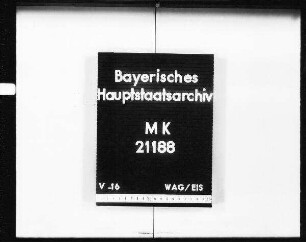 Bayerisches
Hauptstaatsarchiv
MK
21188
V-16 WAG/EIS